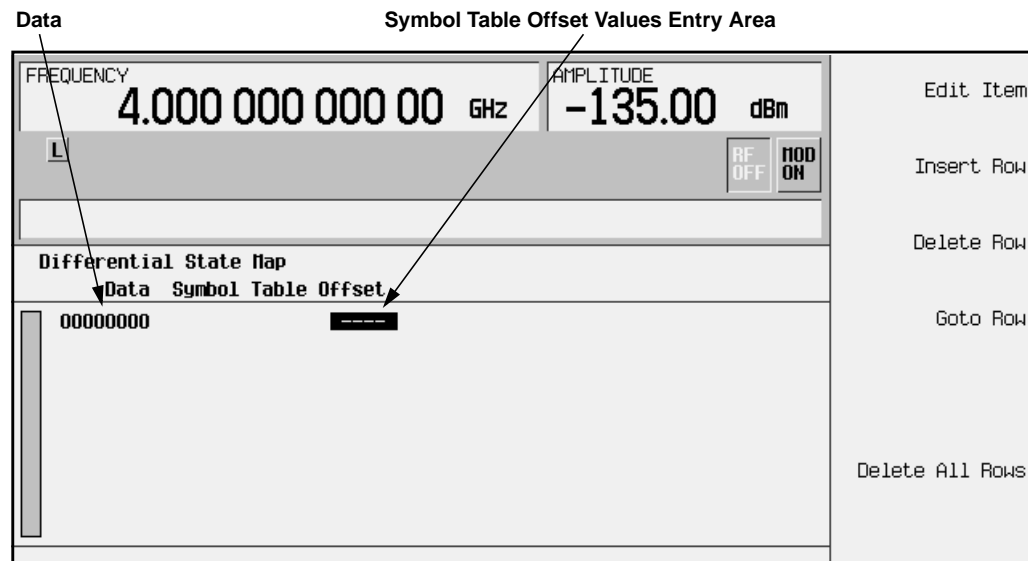 Data Symbol Table Offset Values Entry Area
FREQUENCY
4.000 000 000 00 GHz
AMPLITUDE
-135.00 dBm
L
RF OFF
MOD ON
Differential State Map
Data Symbol Table Offset
00000000 ----
Edit Item
Insert Row
Delete Row
Goto Row
Delete All Rows